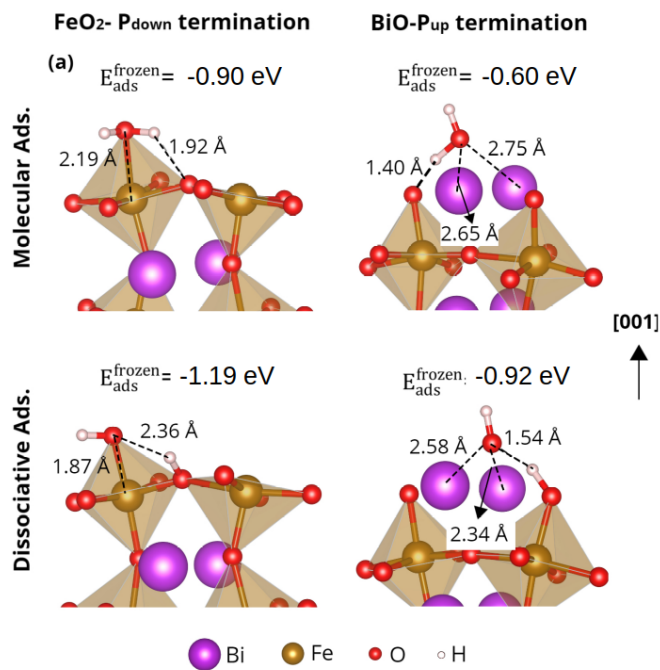 FeO₂- Pdown termination
BiO-Pup termination
(a)
E_ads^frozen = -0.90 eV
E_ads^frozen = -0.60 eV
Molecular Ads.
2.19 Å
1.92 Å
1.40 Å
2.75 Å
2.65 Å
[001]
Dissociative Ads.
E_ads^frozen = -1.19 eV
E_ads^frozen: -0.92 eV
1.87 Å
2.36 Å
2.58 Å
1.54 Å
2.34 Å
Bi
Fe
O
H